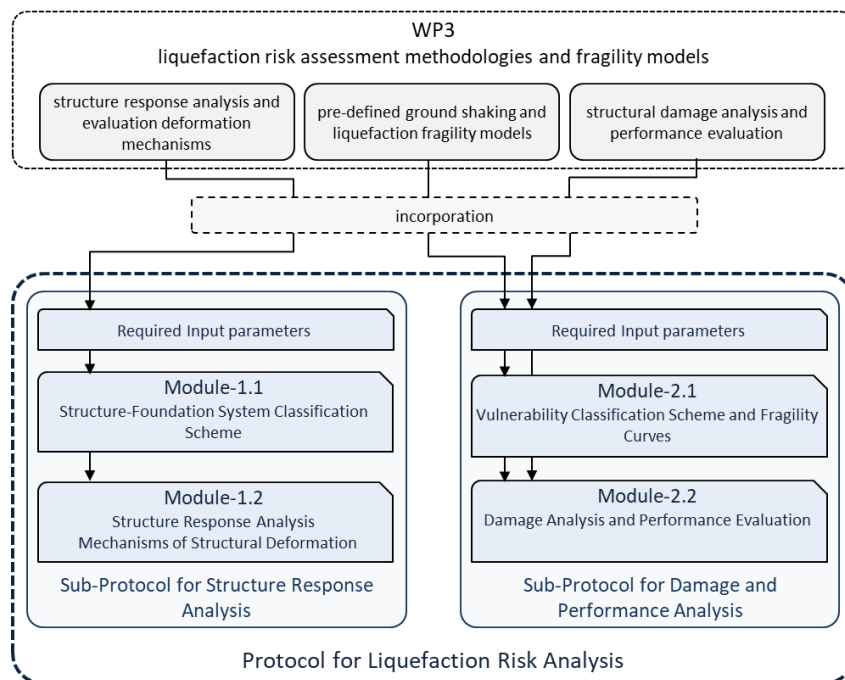 WP3
liquefaction risk assessment methodologies and fragility models
structure response analysis and
evaluation deformation
mechanisms
pre-defined ground shaking and
liquefaction fragility models
structural damage analysis and
performance evaluation
incorporation
Required Input parameters
Module-1.1
Structure-Foundation System Classification
Scheme
Module-1.2
Structure Response Analysis
Mechanisms of Structural Deformation
Sub-Protocol for Structure Response
Analysis
Required Input parameters
Module-2.1
Vulnerability Classification Scheme and Fragility
Curves
Module-2.2
Damage Analysis and Performance Evaluation
Sub-Protocol for Damage and
Performance Analysis
Protocol for Liquefaction Risk Analysis